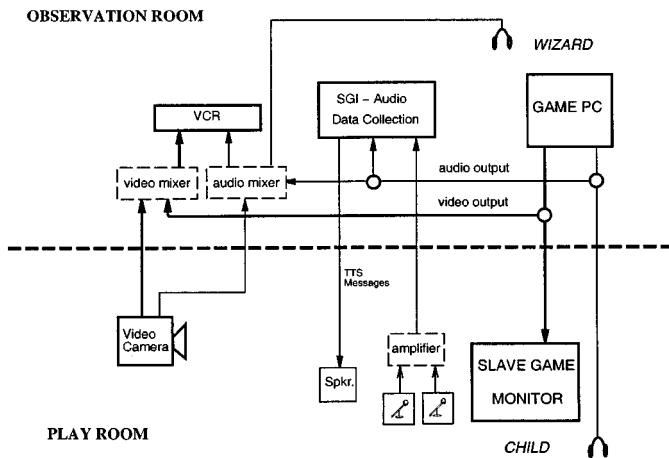 OBSERVATION ROOM
WIZARD
SGI – Audio
Data Collection
GAME PC
VCR
video mixer
audio mixer
audio output
video output
TTS
Messages
Video
Camera
amplifier
Spkr.
SLAVE GAME
MONITOR
PLAY ROOM
CHILD